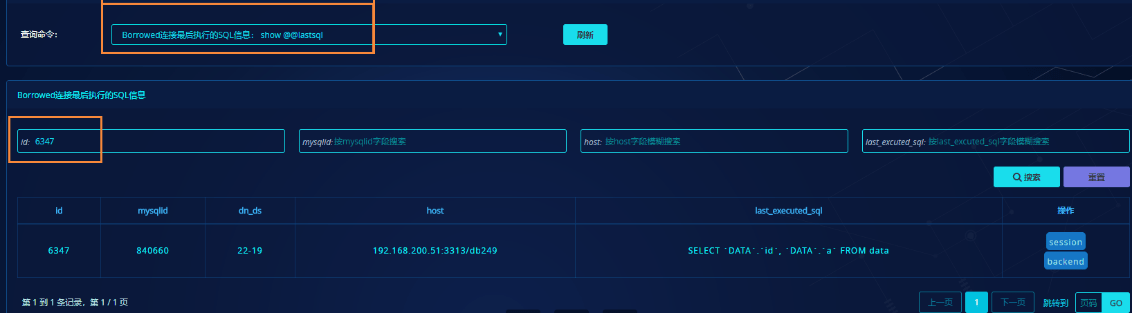 查询命令： Borrowed连接最后执行的SQL信息： show @@lastsql 刷新
Borrowed连接最后执行的SQL信息
id: 6347 mysqlid:按mysqlid字段搜索 host: 按host字段模糊搜索 last_excuted_sql: 按last_excuted_sql字段模糊搜索
搜索 重置
id mysqlid dn_ds host last_executed_sql 操作
6347 840660 22-19 192.168.200.51:3313/db249 SELECT `DATA`.`id`, `DATA`.`a` FROM data session
backend
第 1 到 1 条记录，第 1 / 1 页 上一页 1 下一页 跳转到 页码 GO